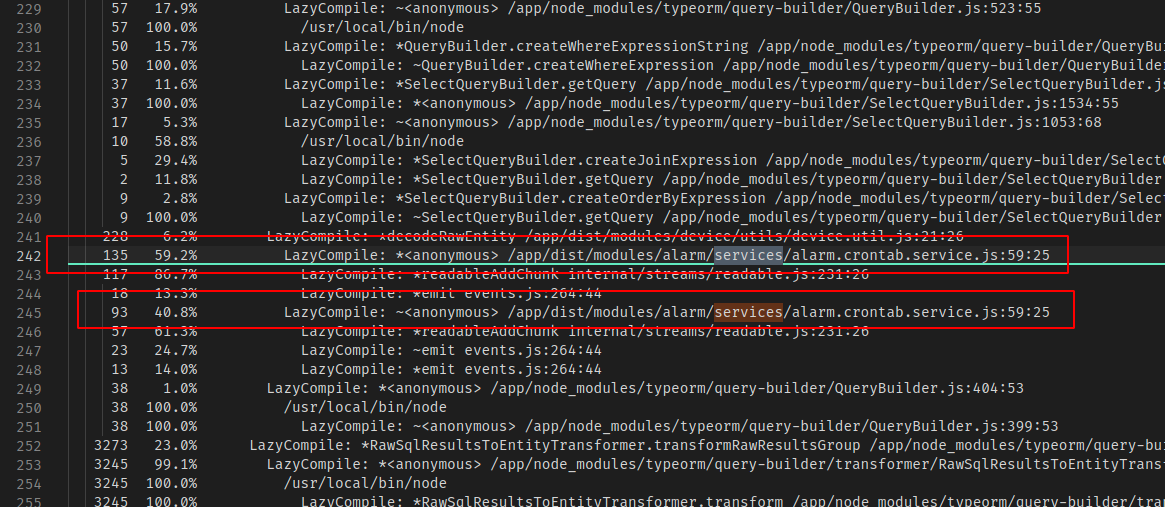 229 57 17.9% LazyCompile: ~<anonymous> /app/node_modules/typeorm/query-builder/QueryBuilder.js:523:55
230 57 100.0% /usr/local/bin/node
231 50 15.7% LazyCompile: *QueryBuilder.createWhereExpressionString /app/node_modules/typeorm/query-builder/QueryBu
232 50 100.0% LazyCompile: ~QueryBuilder.createWhereExpression /app/node_modules/typeorm/query-builder/QueryBuilde
233 37 11.6% LazyCompile: *SelectQueryBuilder.getQuery /app/node_modules/typeorm/query-builder/SelectQueryBuilder.js
234 37 100.0% LazyCompile: *<anonymous> /app/node_modules/typeorm/query-builder/SelectQueryBuilder.js:1534:55
235 17 5.3% LazyCompile: ~<anonymous> /app/node_modules/typeorm/query-builder/SelectQueryBuilder.js:1053:68
236 10 58.8% /usr/local/bin/node
237 5 29.4% LazyCompile: *SelectQueryBuilder.createJoinExpression /app/node_modules/typeorm/query-builder/SelectQ
238 2 11.8% LazyCompile: *SelectQueryBuilder.getQuery /app/node_modules/typeorm/query-builder/SelectQueryBuilder
239 9 2.8% LazyCompile: *SelectQueryBuilder.createOrderByExpression /app/node_modules/typeorm/query-builder/Selec
240 9 100.0% LazyCompile: ~SelectQueryBuilder.getQuery /app/node_modules/typeorm/query-builder/SelectQueryBuilder
241 228 6.2% LazyCompile: *decodeRawEntity /app/dist/modules/device/utils/device.util.js:21:26
242 135 59.2% LazyCompile: *<anonymous> /app/dist/modules/alarm/services/alarm.crontab.service.js:59:25
243 117 86.7% LazyCompile: *readableAddChunk internal/streams/readable.js:231:26
244 18 13.3% LazyCompile: *emit events.js:264:44
245 93 40.8% LazyCompile: ~<anonymous> /app/dist/modules/alarm/services/alarm.crontab.service.js:59:25
246 57 61.3% LazyCompile: *readableAddChunk internal/streams/readable.js:231:26
247 23 24.7% LazyCompile: ~emit events.js:264:44
248 13 14.0% LazyCompile: *emit events.js:264:44
249 38 1.0% LazyCompile: *<anonymous> /app/node_modules/typeorm/query-builder/QueryBuilder.js:404:53
250 38 100.0% /usr/local/bin/node
251 38 100.0% LazyCompile: ~<anonymous> /app/node_modules/typeorm/query-builder/QueryBuilder.js:399:53
252 3273 23.0% LazyCompile: *RawSqlResultsToEntityTransformer.transformRawResultsGroup /app/node_modules/typeorm/query-bu
253 3245 99.1% LazyCompile: *<anonymous> /app/node_modules/typeorm/query-builder/transformer/RawSqlResultsToEntityTrans
254 3245 100.0% /usr/local/bin/node
255 3245 100.0% LazyCompile: *RawSqlResultsToEntityTransformer.transform /app/node_modules/typeorm/query-builder/tra